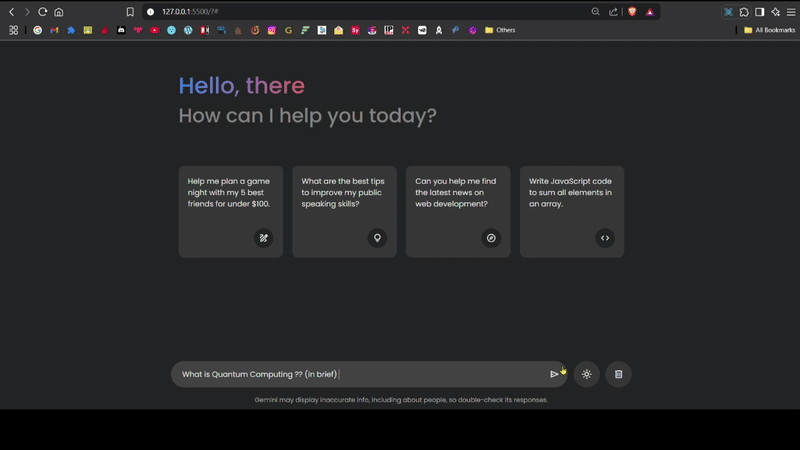 127.0.0.1:5500/?#
Others
All Bookmarks
Hello, there
How can I help you today?
Help me plan a game
night with my 5 best
friends for under $100.
What are the best tips
to improve my public
speaking skills?
Can you help me find
the latest news on
web development?
Write JavaScript code
to sum all elements in
an array.
What is Quantum Computing ?? (in brief)
Gemini may display inaccurate info, including about people, so double-check its responses.